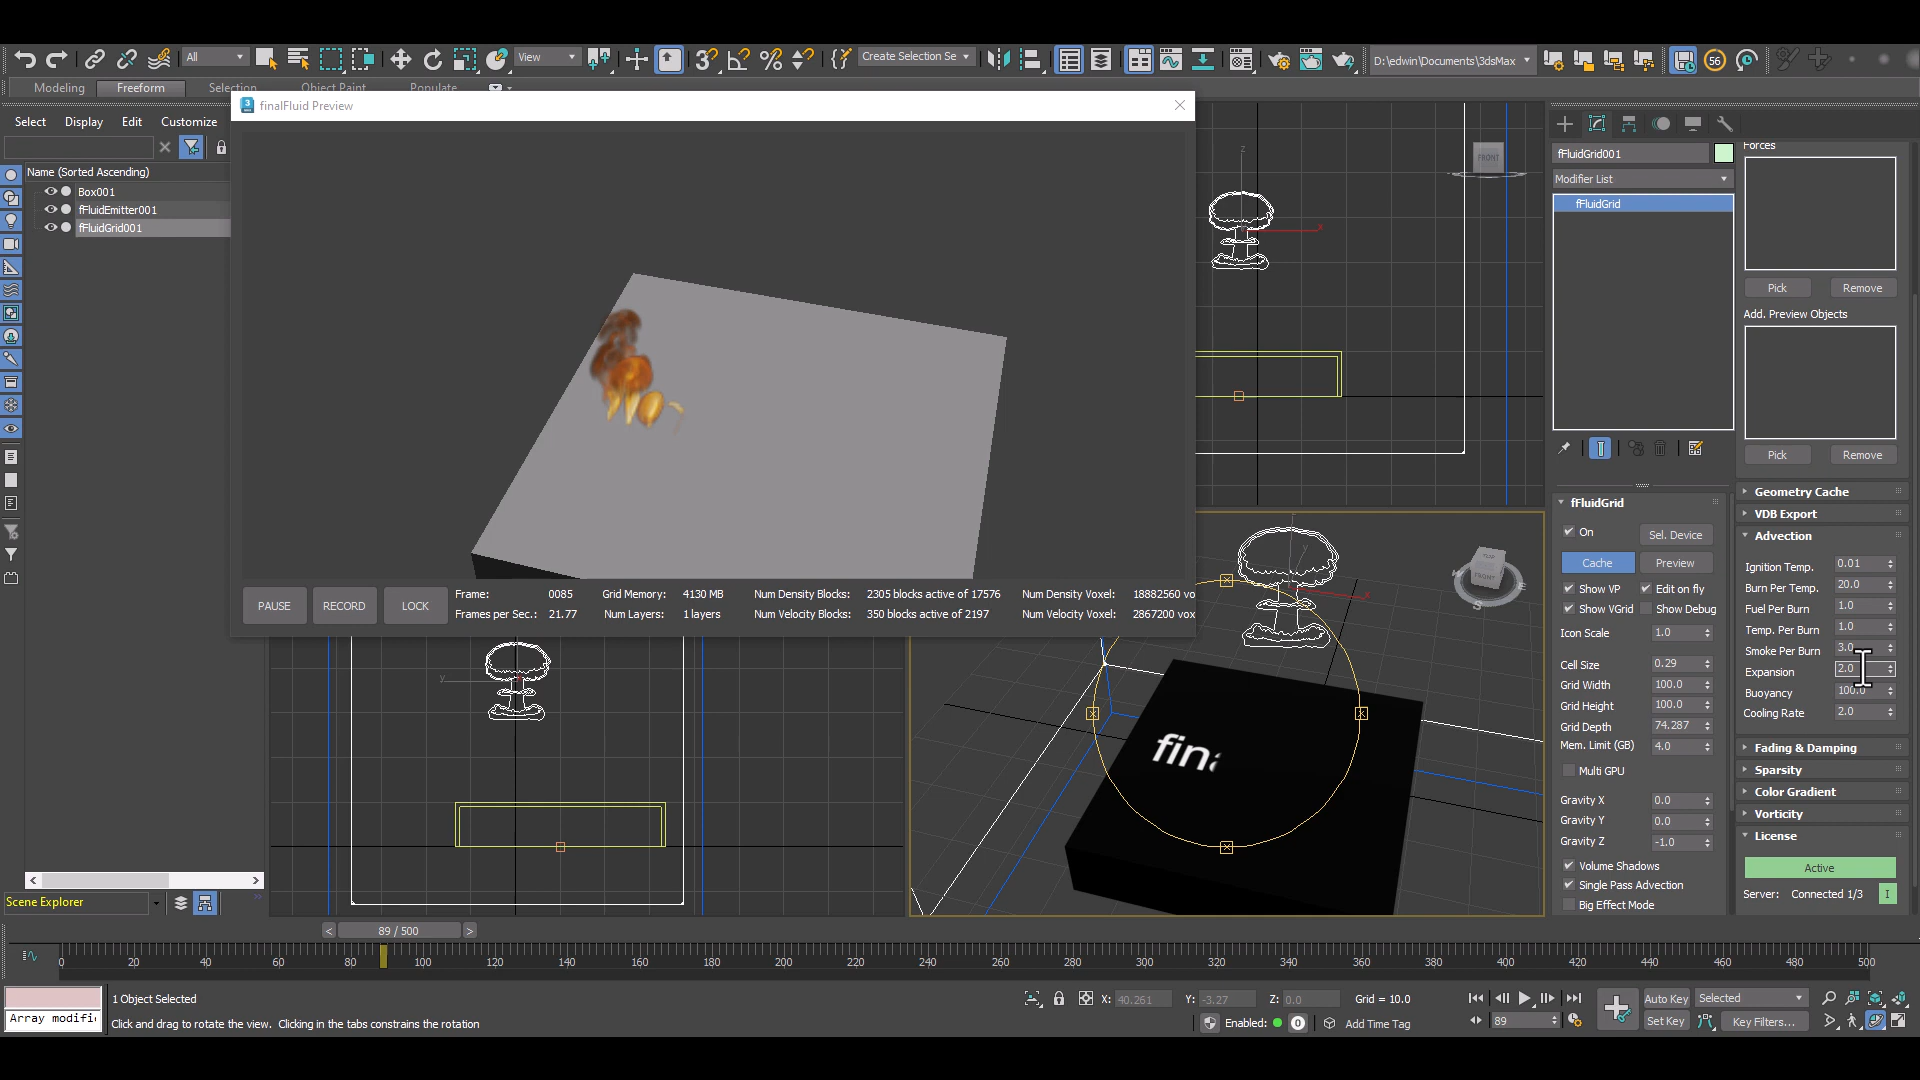 All
View
Create Selection Se
D:\edwin\Documents\3dsMax
56
Modeling
Freeform
Selection
Object Paint
Populate
finalFluid Preview
Select
Display
Edit
Customize
Name (Sorted Ascending)
Box001
fFluidEmitter001
fFluidGrid001
PAUSE
RECORD
LOCK
Frame: 0085
Frames per Sec.: 21.77
Grid Memory: 4130 MB
Num Layers: 1 layers
Num Density Blocks: 2305 blocks active of 17576
Num Velocity Blocks: 350 blocks active of 2197
Num Density Voxel: 18882560 vo
Num Velocity Voxel: 2867200 vox
z
x
FRONT
y
x
FRONT
S
E
fFluidGrid001
Modifier List
fFluidGrid
fFluidGrid
On
Sel. Device
Cache
Preview
Show VP
Edit on fly
Show VGrid
Show Debug
Icon Scale 1.0
Cell Size 0.29
Grid Width 100.0
Grid Height 100.0
Grid Depth 74.287
Mem. Limit (GB) 4.0
Multi GPU
Gravity X 0.0
Gravity Y 0.0
Gravity Z -1.0
Volume Shadows
Single Pass Advection
Big Effect Mode
Forces
Pick
Remove
Add. Preview Objects
Pick
Remove
Geometry Cache
VDB Export
Advection
Ignition Temp. 0.01
Burn Per Temp. 20.0
Fuel Per Burn 1.0
Temp. Per Burn 1.0
Smoke Per Burn 3.0
Expansion 2.0
Buoyancy 100.0
Cooling Rate 2.0
Fading & Damping
Sparsity
Color Gradient
Vorticity
License
Active
Server: Connected 1/3
I
y
Scene Explorer
89 / 500
0 20 40 60 80 100 120 140 160 180 200 220 240 260 280 300 320 340 360 380 400 420 440 460 480 500
1 Object Selected
Array modifi
Click and drag to rotate the view. Clicking in the tabs constrains the rotation
X: 40.261
Y: -3.27
Z: 0.0
Grid = 10.0
Enabled:
0
Add Time Tag
89
Auto Key
Selected
Set Key
Key Filters...